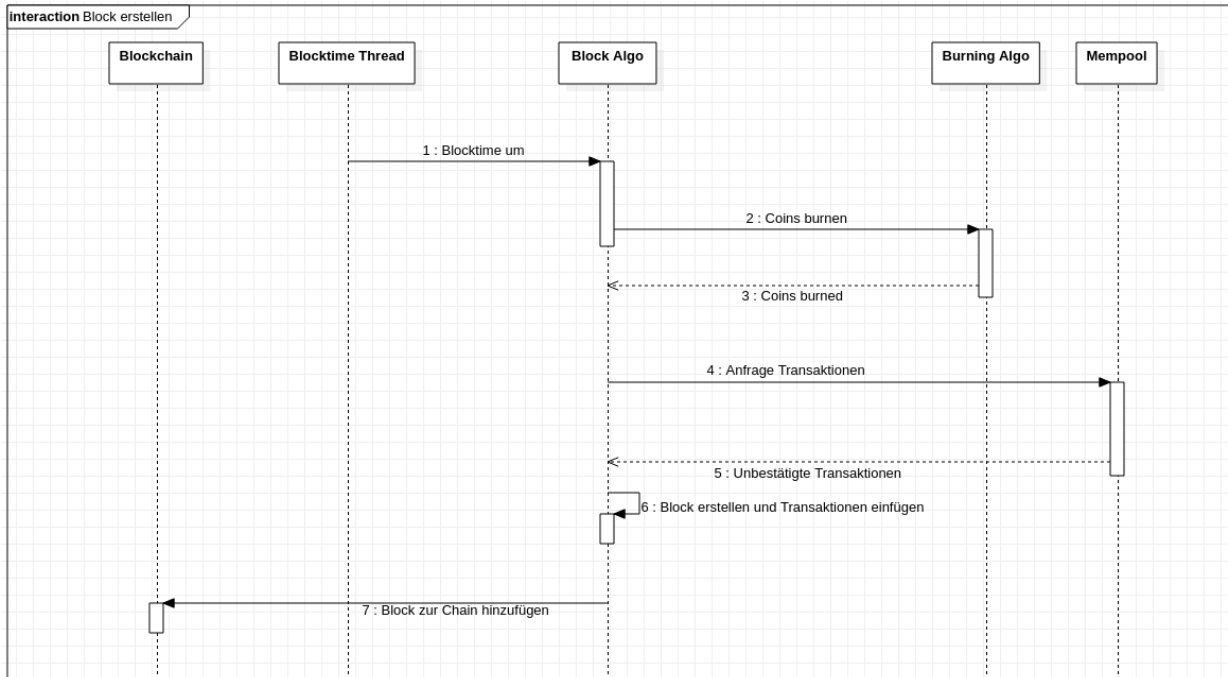 interaction Block erstellen
Blockchain
Blocktime Thread
Block Algo
Burning Algo
Mempool
1 : Blocktime um
2 : Coins burnen
3 : Coins burned
4 : Anfrage Transaktionen
5 : Unbestätigte Transaktionen
6 : Block erstellen und Transaktionen einfügen
7 : Block zur Chain hinzufügen